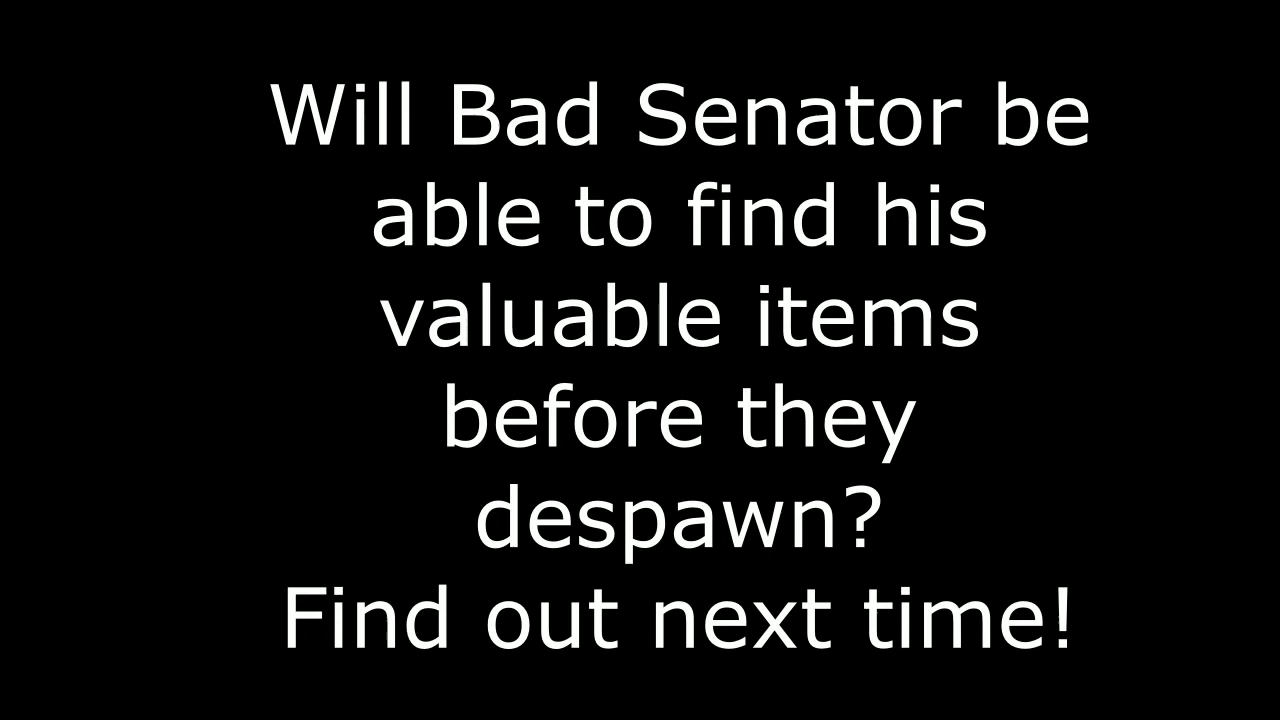 Will Bad Senator be
able to find his
valuable items
before they
despawn?
Find out next time!